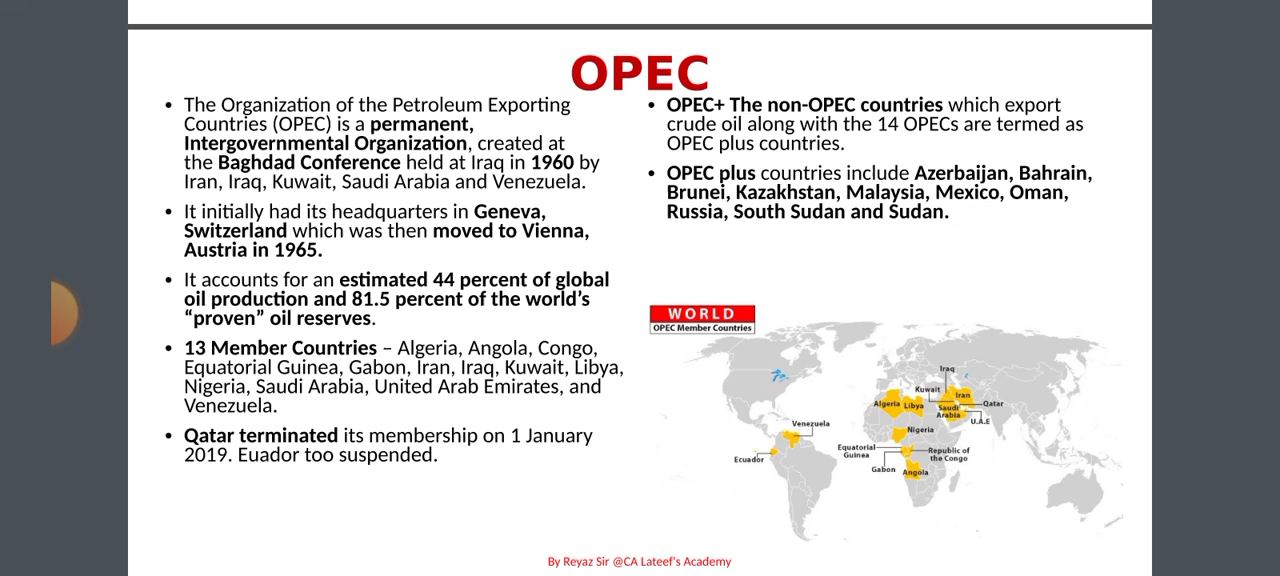 OPEC
• The Organization of the Petroleum Exporting
Countries (OPEC) is a permanent,
Intergovernmental Organization, created at
the Baghdad Conference held at Iraq in 1960 by
Iran, Iraq, Kuwait, Saudi Arabia and Venezuela.
• It initially had its headquarters in Geneva,
Switzerland which was then moved to Vienna,
Austria in 1965.
• It accounts for an estimated 44 percent of global
oil production and 81.5 percent of the world’s
“proven” oil reserves.
• 13 Member Countries – Algeria, Angola, Congo,
Equatorial Guinea, Gabon, Iran, Iraq, Kuwait, Libya,
Nigeria, Saudi Arabia, United Arab Emirates, and
Venezuela.
• Qatar terminated its membership on 1 January
2019. Euador too suspended.
• OPEC+ The non-OPEC countries which export
crude oil along with the 14 OPECs are termed as
OPEC plus countries.
• OPEC plus countries include Azerbaijan, Bahrain,
Brunei, Kazakhstan, Malaysia, Mexico, Oman,
Russia, South Sudan and Sudan.
WORLD
OPEC Member Countries
Iraq
Kuwait
Iran
Algeria
Libya
Saudi
Arabia
Qatar
U.A.E
Venezuela
Nigeria
Ecuador
Equatorial
Guinea
Republic of
the Congo
Gabon
Angola
By Reyaz Sir @CA Lateef's Academy